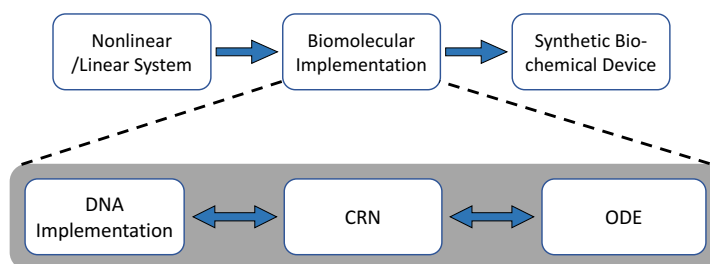 Nonlinear
/Linear System
Biomolecular
Implementation
Synthetic Bio-
chemical Device
DNA
Implementation
CRN
ODE